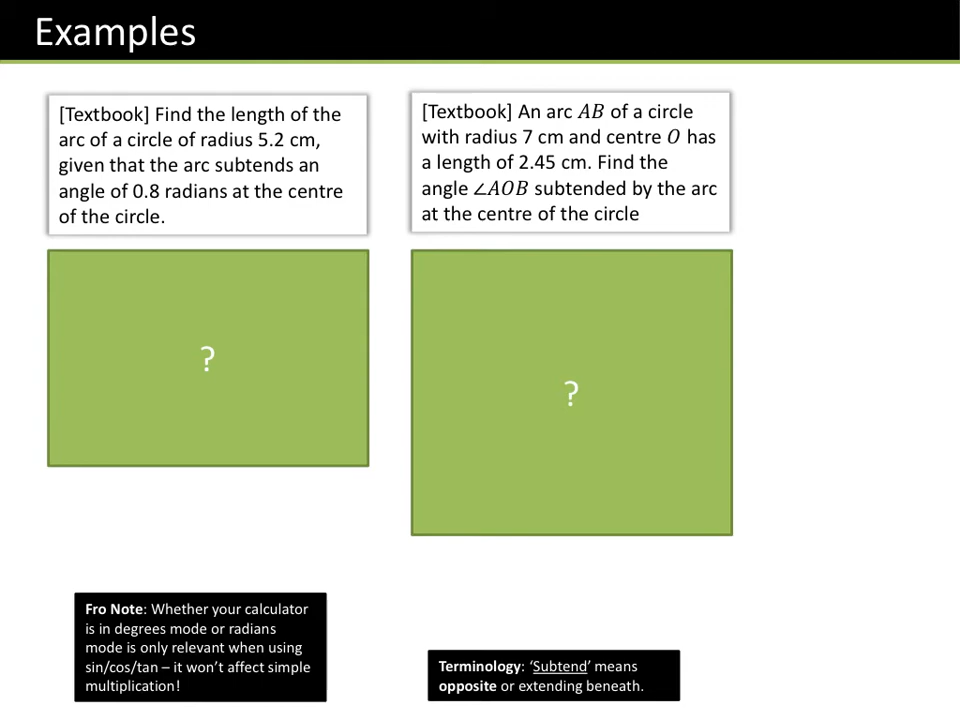 Examples
[Textbook] Find the length of the
arc of a circle of radius 5.2 cm,
given that the arc subtends an
angle of 0.8 radians at the centre
of the circle.
[Textbook] An arc 𝐴𝐵 of a circle
with radius 7 cm and centre 𝑂 has
a length of 2.45 cm. Find the
angle ∠𝐴𝑂𝐵 subtended by the arc
at the centre of the circle
?
?
Fro Note: Whether your calculator
is in degrees mode or radians
mode is only relevant when using
sin/cos/tan – it won’t affect simple
multiplication!
Terminology: ‘Subtend’ means
opposite or extending beneath.